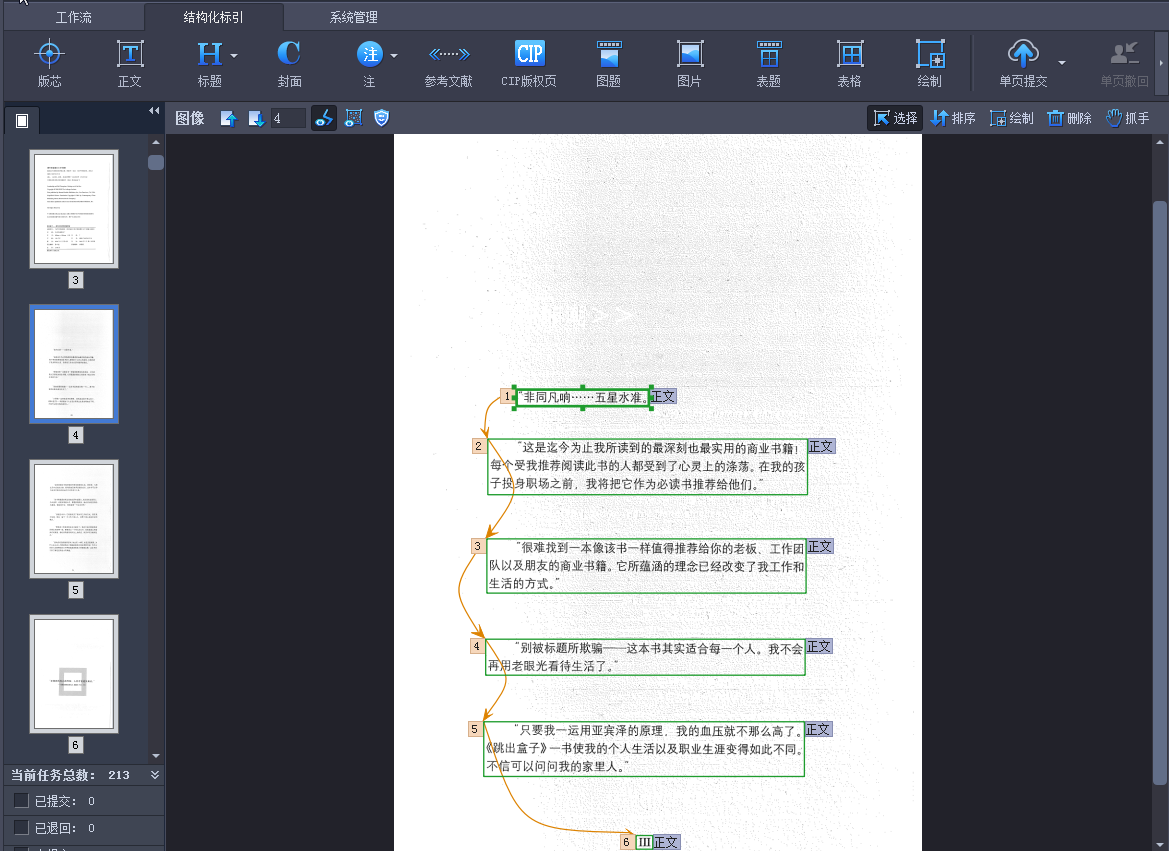 工作流 结构化标引 系统管理
版芯 正文 标题 封面 注 参考文献 CIP版权页 图题 图片 表题 表格 绘制 单页提交 单页撤回
图像 4 选择 排序 绘制 删除 抓手
3
4
5
6
当前任务总数： 213
已提交： 0
已退回： 0
1 “非同凡响……五星水准。 正文
2 “这是迄今为止我所读到的最深刻也最实用的商业书籍！ 正文
每个受我推荐阅读此书的人都受到了心灵上的涤荡。在我的孩
子投身职场之前，我将把它作为必读书推荐给他们。”
3 “很难找到一本像该书一样值得推荐给你的老板、工作团 正文
队以及朋友的商业书籍。它所蕴涵的理念已经改变了我工作和
生活的方式。”
4 “别被标题所欺骗——这本书其实适合每一个人。我不会 正文
再用老眼光看待生活了。”
5 “只要我一运用亚宾泽的原理，我的血压就不那么高了。 正文
《跳出盒子》一书使我的个人生活以及职业生涯变得如此不同。
不信可以问问我的家里人。”
6 III 正文